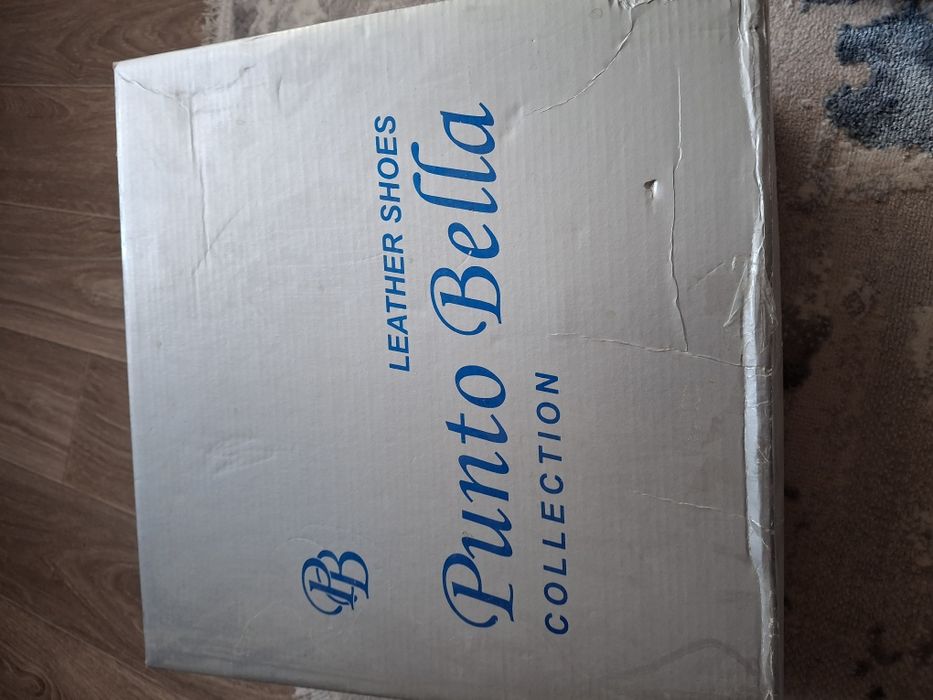 PB
LEATHER SHOES
Punto Bella
COLLECTION